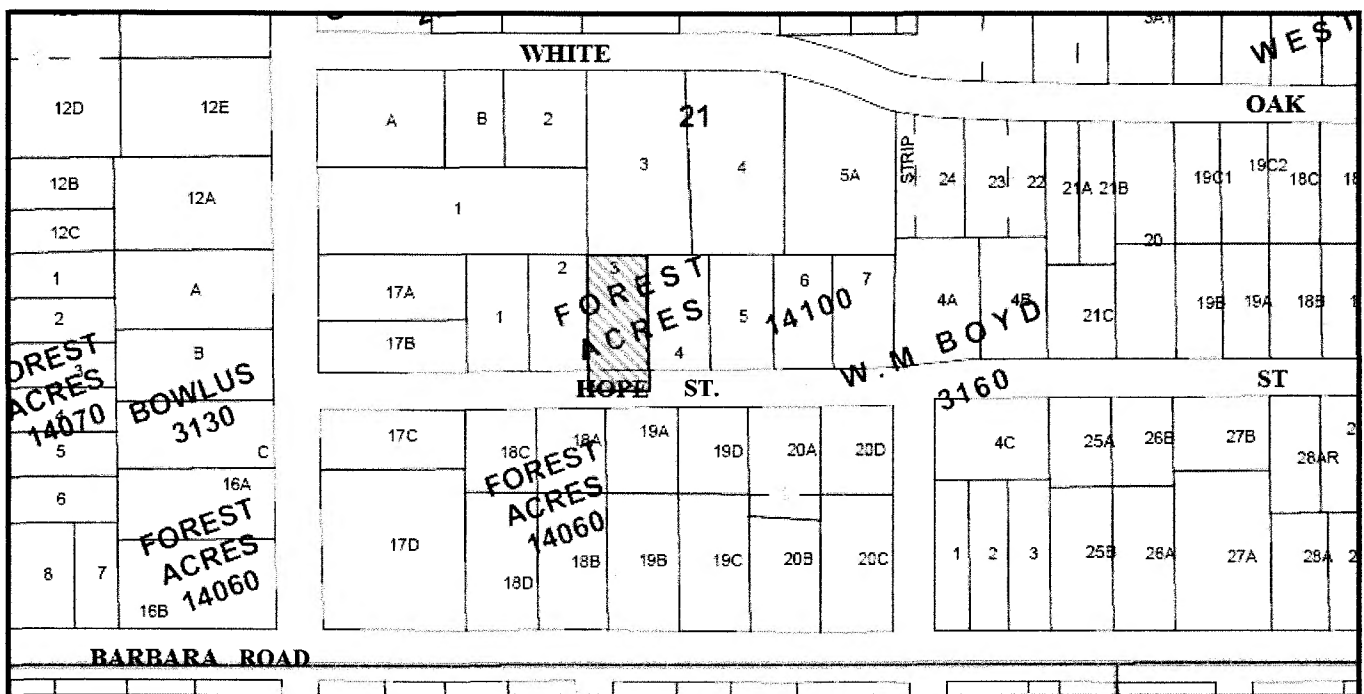 WHITE
WEST
OAK
12D
12E
A
B
2
21
3
4
5A
STRIP
24
23
22
21A
21B
19C1
19C2
18C
12B
12A
12C
1
20
1
A
2
17A
1
2
3
5
6
7
4A
4B
21C
19B
19A
18B
17B
4
FOREST
ACRES
14100
W.M BOYD
3160
B
3
FOREST
ACRES
14070
BOWLUS
3130
HOPE ST.
ST
17C
18C
18A
19A
19D
20A
20D
4C
25A
26B
27B
28AR
5
C
6
16A
FOREST
ACRES
14060
FOREST
ACRES
14060
17D
18D
18B
19B
19C
20B
20C
1
2
3
25B
26A
27A
28A
8
7
16B
BARBARA ROAD